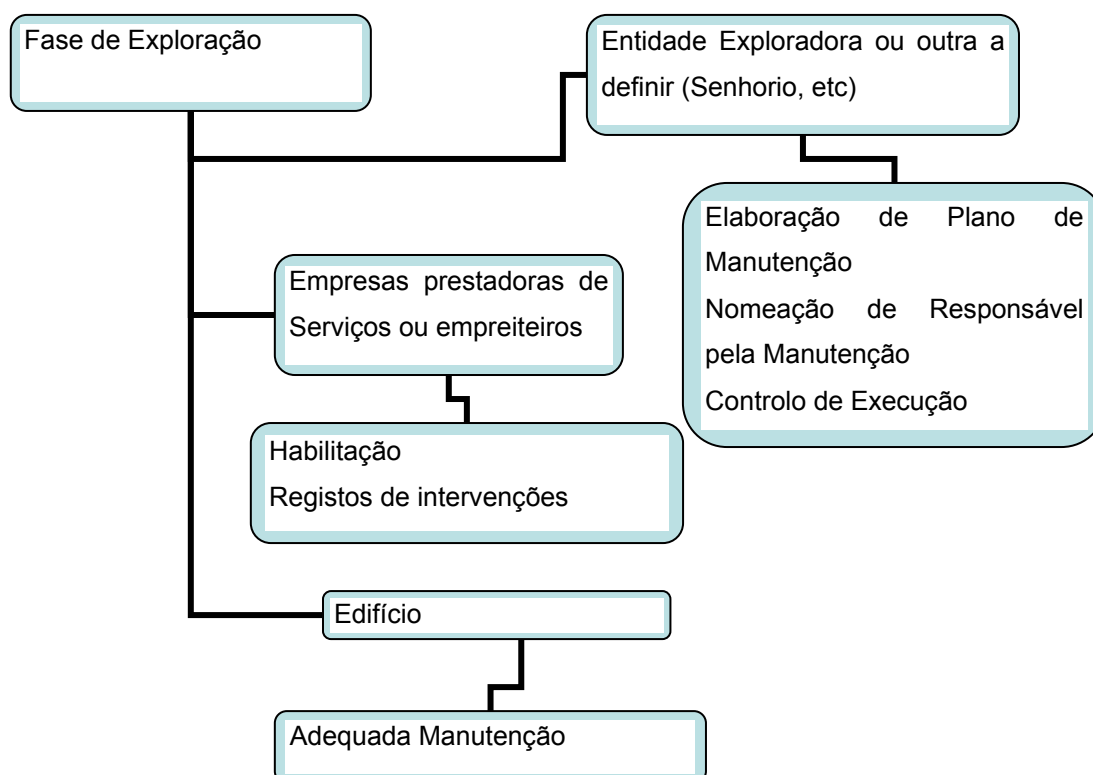 Fase de Exploração
Entidade Exploradora ou outra a
definir (Senhorio, etc)
Elaboração de Plano de
Manutenção
Nomeação de Responsável
pela Manutenção
Controlo de Execução
Empresas prestadoras de
Serviços ou empreiteiros
Habilitação
Registos de intervenções
Edifício
Adequada Manutenção